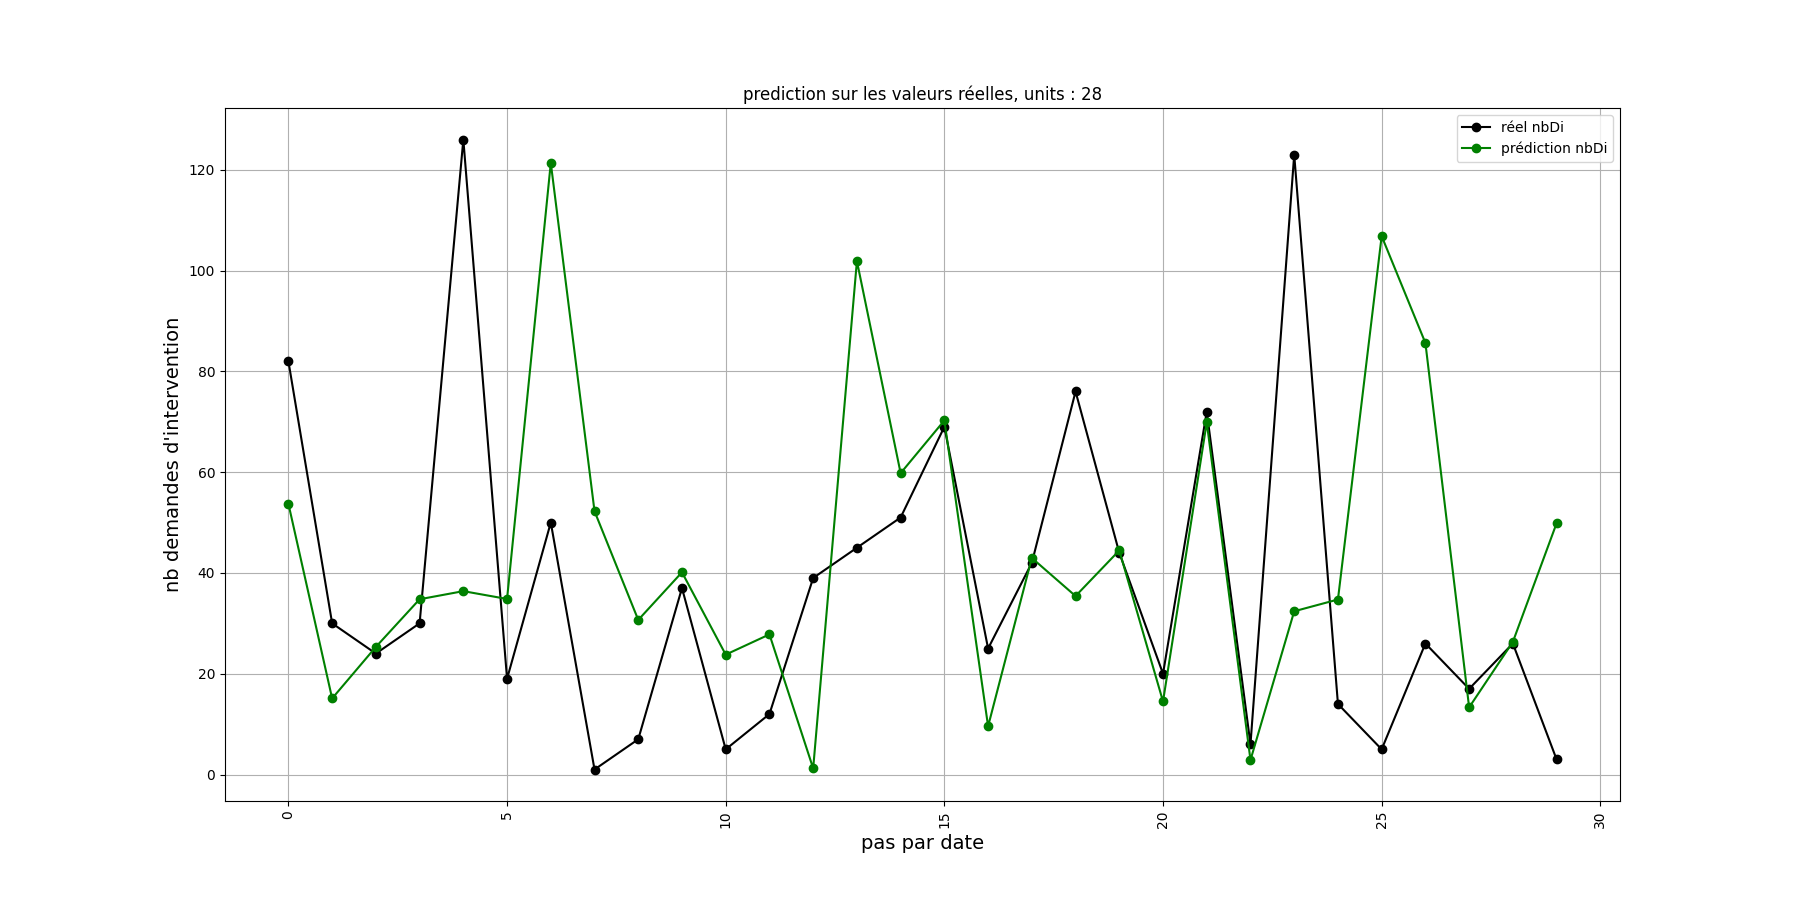 prediction sur les valeurs réelles, units : 28
réel nbDi
prédiction nbDi
nb demandes d'intervention
120
100
80
60
40
20
0
0 5 10 15 20 25 30
pas par date